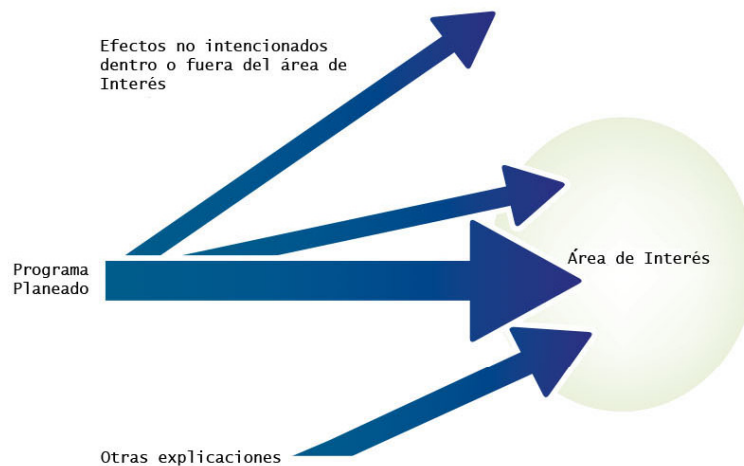 Efectos no intencionados
dentro o fuera del área de
Interés
Área de Interés
Programa
Planeado
Otras explicaciones